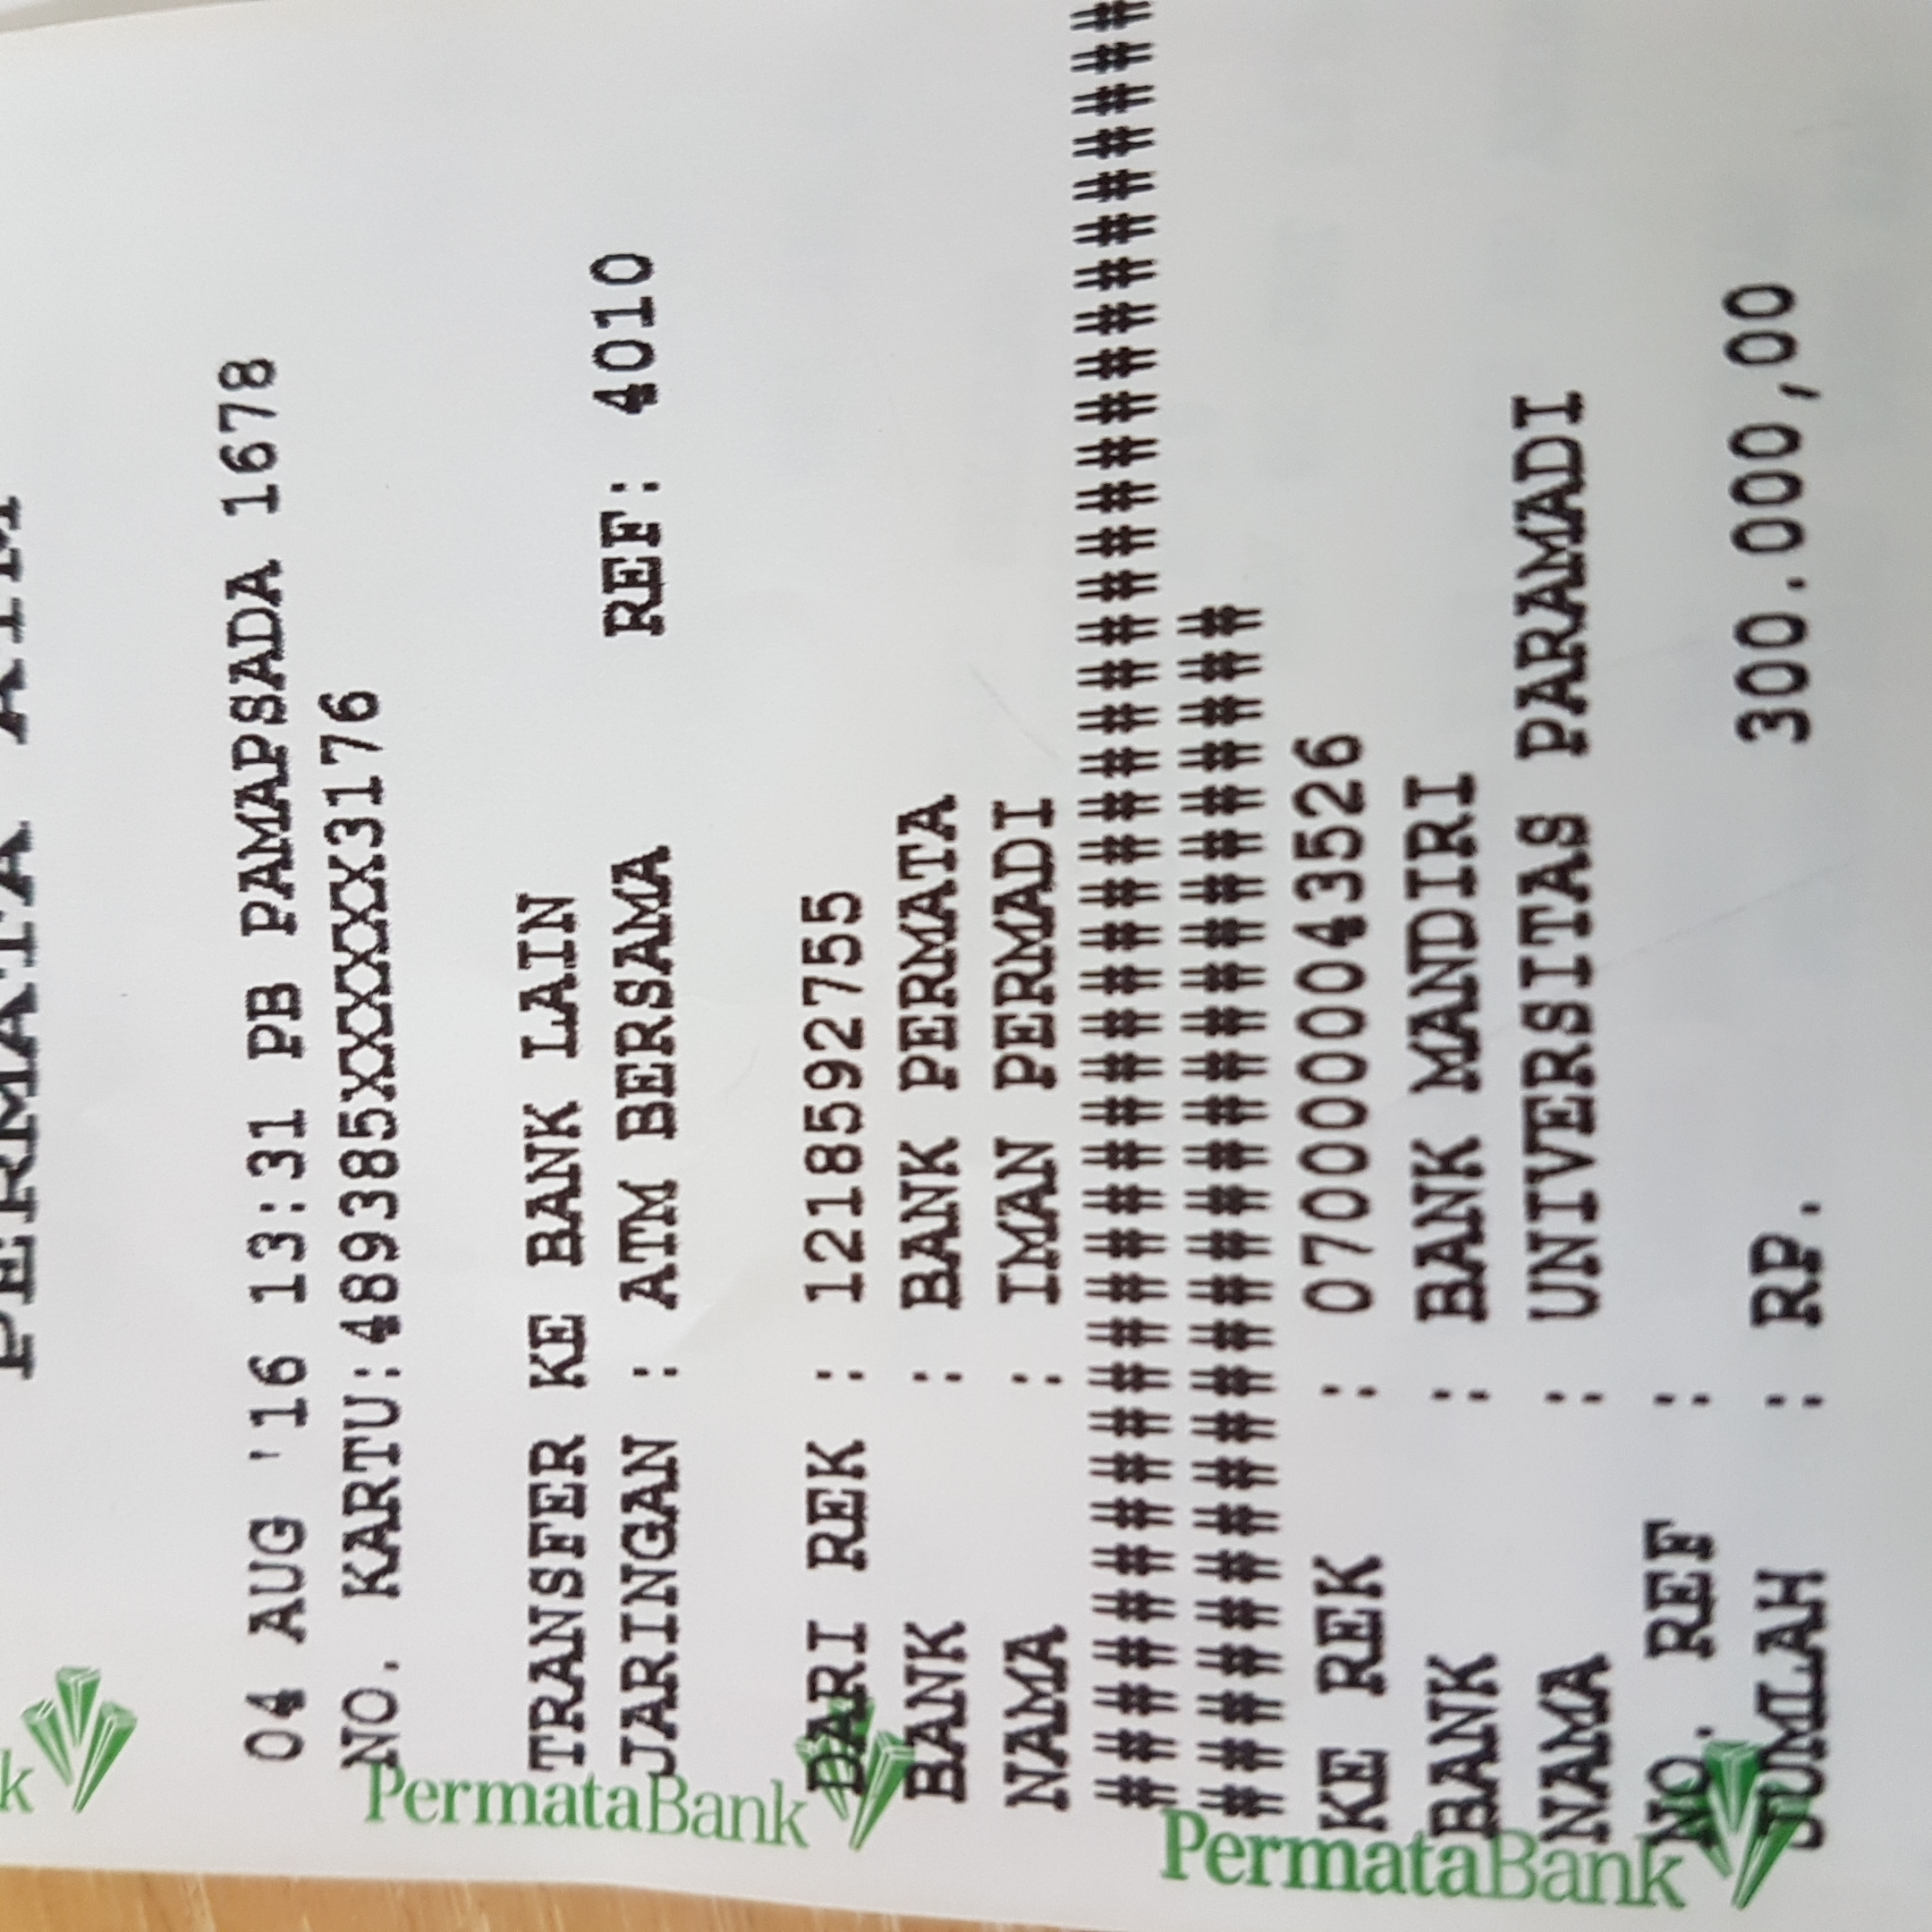 PERMATA ATM
04 AUG '16 13:31 PB PAMAPSADA 1678
NO. KARTU:489385XXXXXX3176
TRANSFER KE BANK LAIN
JARINGAN : ATM BERSAMA REF: 4010
DARI REK : 1218592755
BANK : BANK PERMATA
NAMA : IMAN PERMADI
#########################################
###########################
KE REK : 0700000043526
BANK : BANK MANDIRI
NAMA : UNIVERSITAS PARAMADI
NO. REF :
JUMLAH : RP. 300.000,00
k
PermataBank
PermataBank